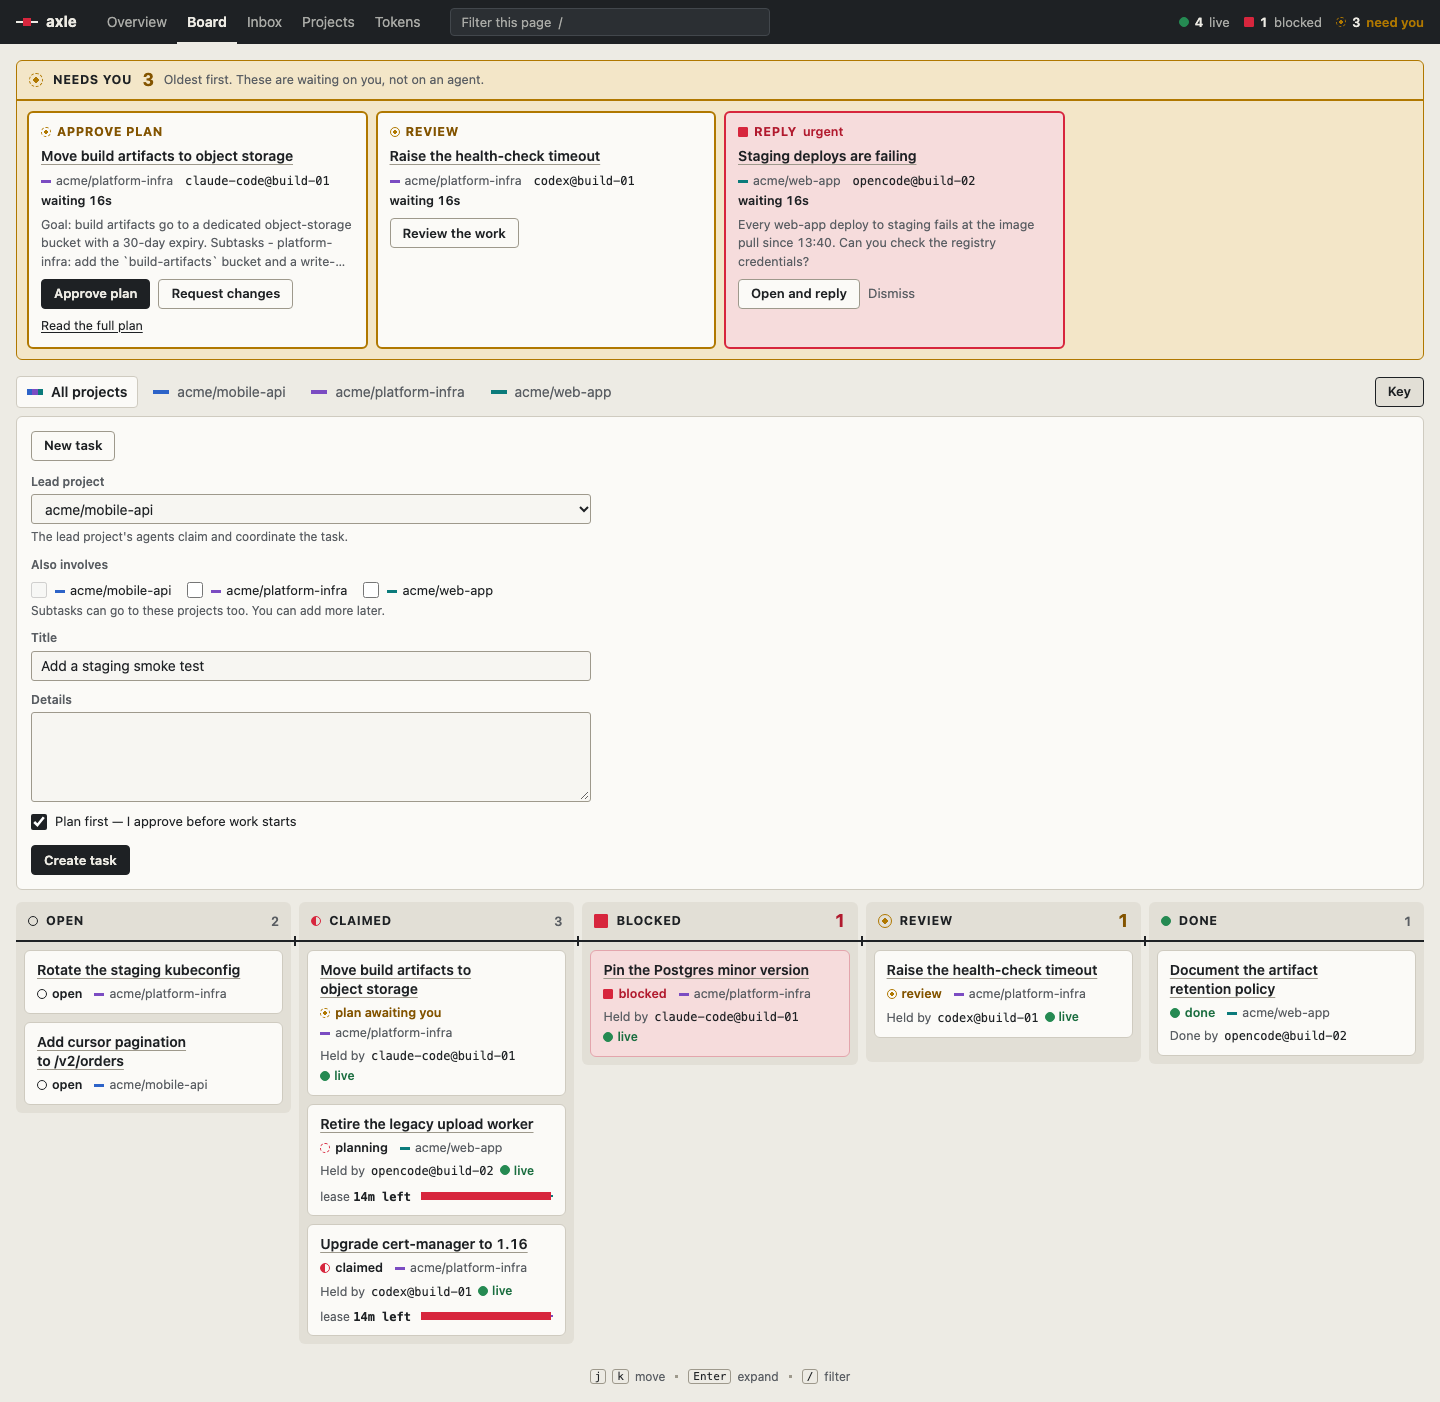 axle Overview Board Inbox Projects Tokens Filter this page / 4 live 1 blocked 3 need you
NEEDS YOU 3 Oldest first. These are waiting on you, not on an agent.
APPROVE PLAN
Move build artifacts to object storage
acme/platform-infra claude-code@build-01
waiting 16s
Goal: build artifacts go to a dedicated object-storage
bucket with a 30-day expiry. Subtasks - platform-
infra: add the `build-artifacts` bucket and a write-…
Approve plan Request changes
Read the full plan
REVIEW
Raise the health-check timeout
acme/platform-infra codex@build-01
waiting 16s
Review the work
REPLY urgent
Staging deploys are failing
acme/web-app opencode@build-02
waiting 16s
Every web-app deploy to staging fails at the image
pull since 13:40. Can you check the registry
credentials?
Open and reply Dismiss
All projects acme/mobile-api acme/platform-infra acme/web-app Key
New task
Lead project
acme/mobile-api
The lead project's agents claim and coordinate the task.
Also involves
acme/mobile-api acme/platform-infra acme/web-app
Subtasks can go to these projects too. You can add more later.
Title
Add a staging smoke test
Details
Plan first — I approve before work starts
Create task
OPEN 2
Rotate the staging kubeconfig
open acme/platform-infra
Add cursor pagination
to /v2/orders
open acme/mobile-api
CLAIMED 3
Move build artifacts to
object storage
plan awaiting you
acme/platform-infra
Held by claude-code@build-01
live
Retire the legacy upload worker
planning acme/web-app
Held by opencode@build-02 live
lease 14m left
Upgrade cert-manager to 1.16
claimed acme/platform-infra
Held by codex@build-01 live
lease 14m left
BLOCKED 1
Pin the Postgres minor version
blocked acme/platform-infra
Held by claude-code@build-01
live
REVIEW 1
Raise the health-check timeout
review acme/platform-infra
Held by codex@build-01 live
DONE 1
Document the artifact
retention policy
done acme/web-app
Done by opencode@build-02
j k move • Enter expand • / filter